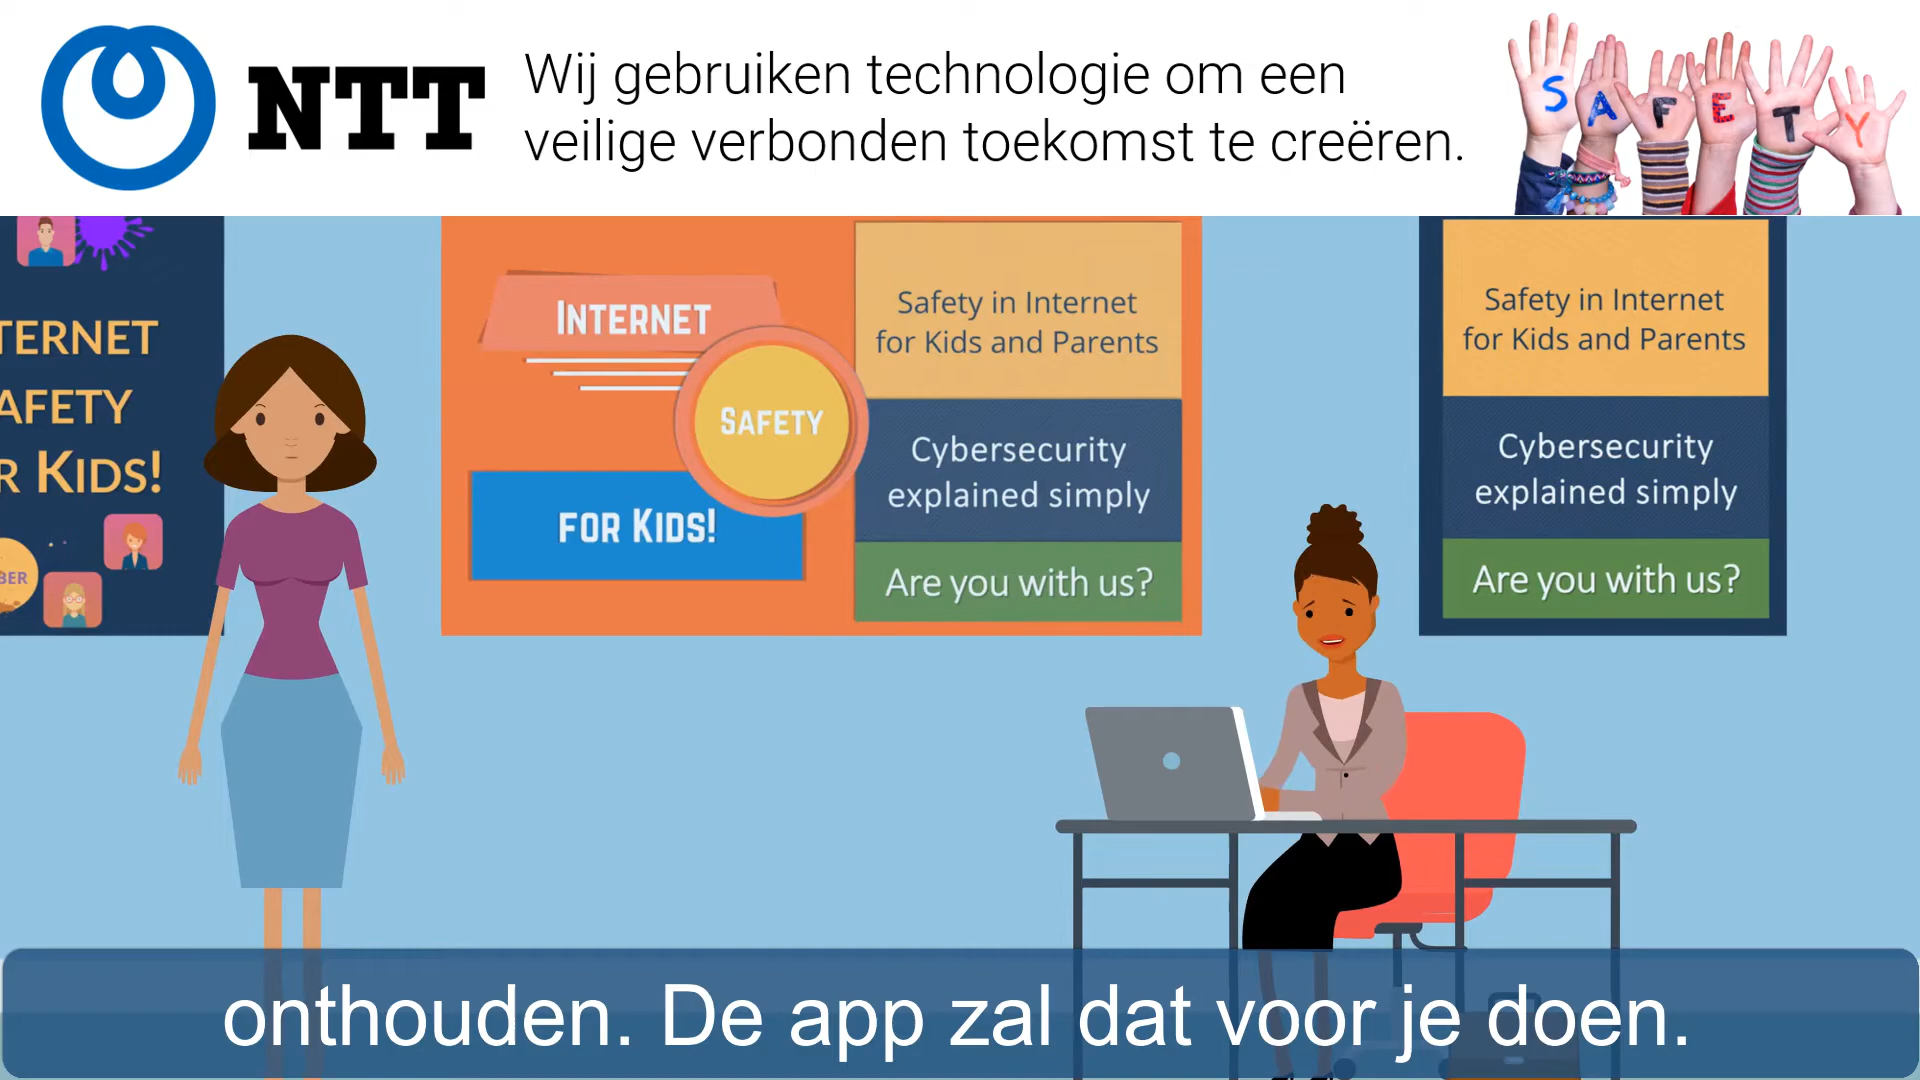 NTT
Wij gebruiken technologie om een
veilige verbonden toekomst te creëren.
SAFETY
TERNET
AFETY
R KIDS!
BER
INTERNET
SAFETY
FOR KIDS!
Safety in Internet
for Kids and Parents
Cybersecurity
explained simply
Are you with us?
Safety in Internet
for Kids and Parents
Cybersecurity
explained simply
Are you with us?
onthouden. De app zal dat voor je doen.